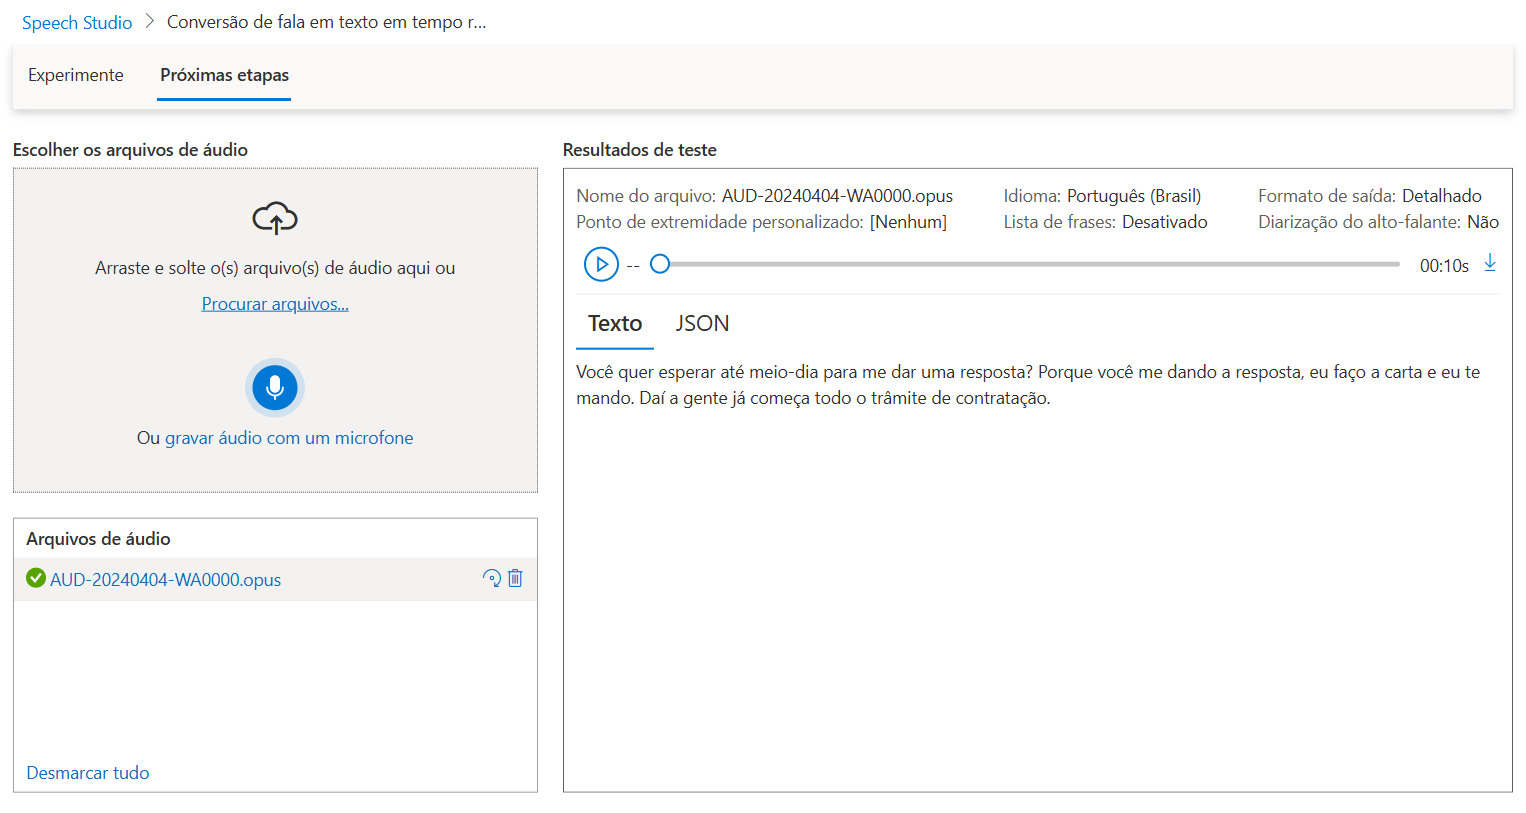 Speech Studio > Conversão de fala em texto em tempo r...
Experimente Próximas etapas
Escolher os arquivos de áudio
Arraste e solte o(s) arquivo(s) de áudio aqui ou
Procurar arquivos...
Ou gravar áudio com um microfone
Arquivos de áudio
AUD-20240404-WA0000.opus
Desmarcar tudo
Resultados de teste
Nome do arquivo: AUD-20240404-WA0000.opus Idioma: Português (Brasil) Formato de saída: Detalhado
Ponto de extremidade personalizado: [Nenhum] Lista de frases: Desativado Diarização do alto-falante: Não
-- 00:10s
Texto JSON
Você quer esperar até meio-dia para me dar uma resposta? Porque você me dando a resposta, eu faço a carta e eu te
mando. Daí a gente já começa todo o trâmite de contratação.